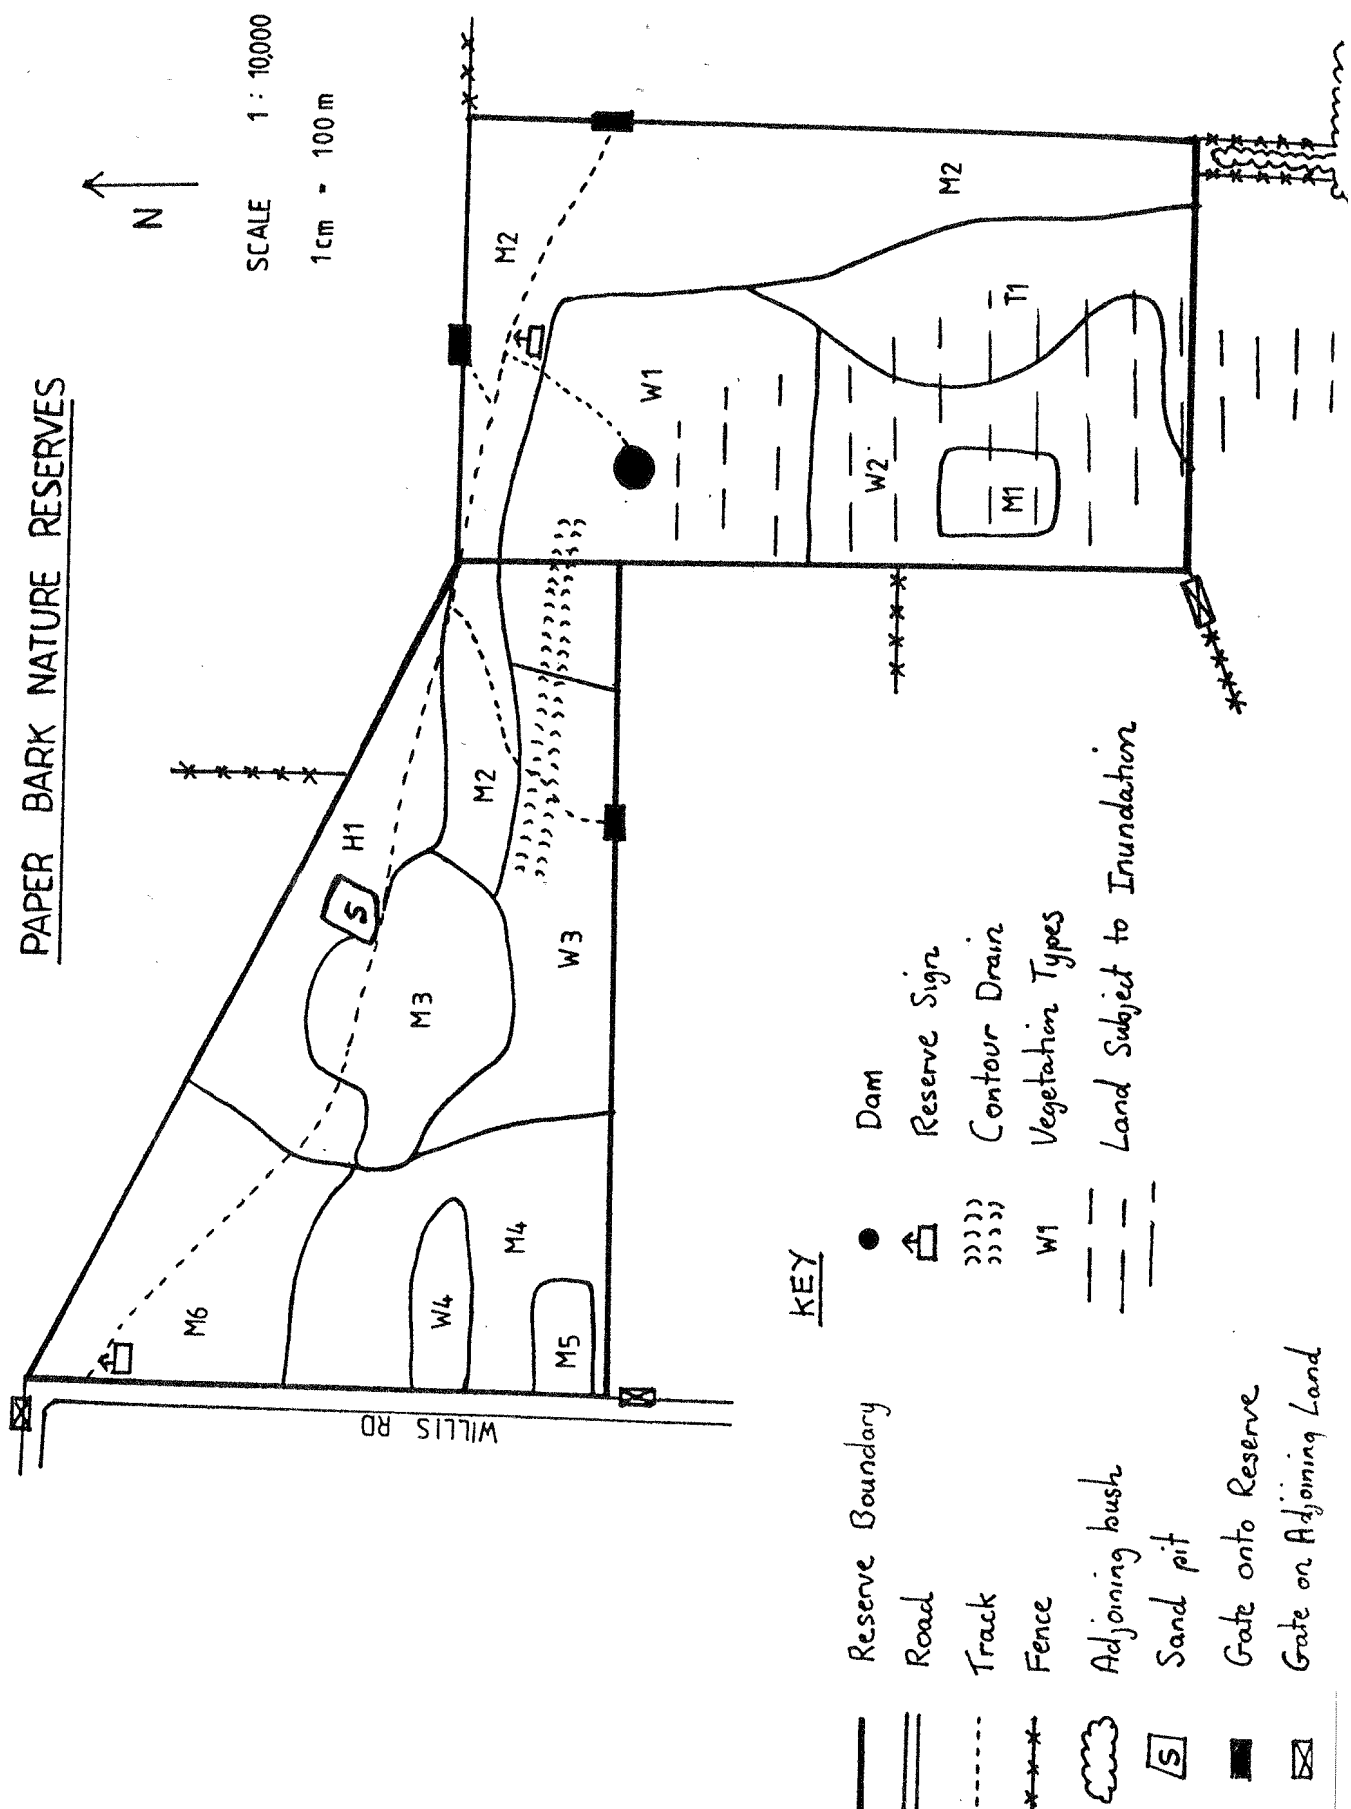 PAPER BARK NATURE RESERVES
N
SCALE 1 : 10,000
1cm = 100m
M6
H1
S
M3
M2
W3
W4
M4
M5
WILLIS RD
M2
W1
M2
W2
M1
T1
KEY
Reserve Boundary
Road
Track
Fence
Adjoining bush
S Sand pit
Gate onto Reserve
Gate on Adjoining Land
Dam
Reserve Sign
Contour Drain
W1 Vegetation Types
Land Subject to Inundation